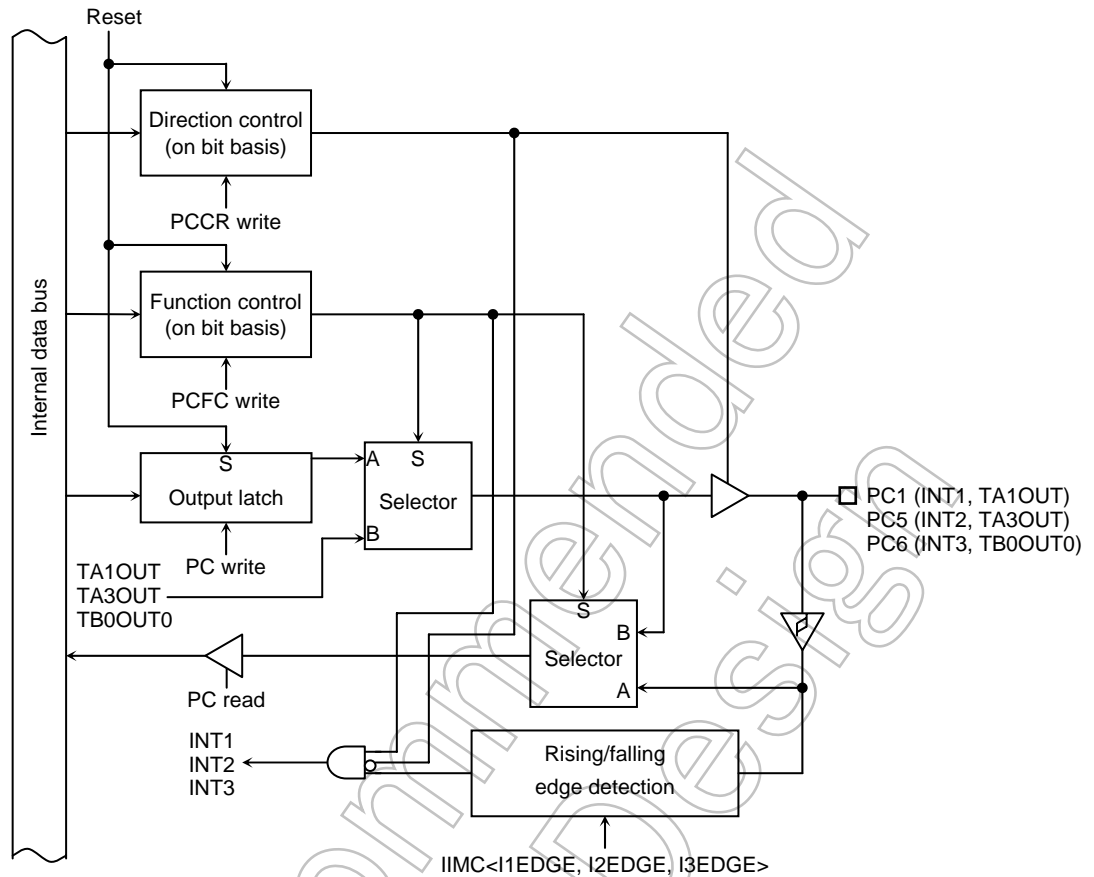 Reset
Internal data bus
Direction control
(on bit basis)
PCCR write
Function control
(on bit basis)
PCFC write
S
Output latch
PC write
A
S
Selector
B
TA1OUT
TA3OUT
TB0OUT0
PC1 (INT1, TA1OUT)
PC5 (INT2, TA3OUT)
PC6 (INT3, TB0OUT0)
S
B
Selector
A
PC read
INT1
INT2
INT3
Rising/falling
edge detection
IIMC<I1EDGE, I2EDGE, I3EDGE>
ommended
Design